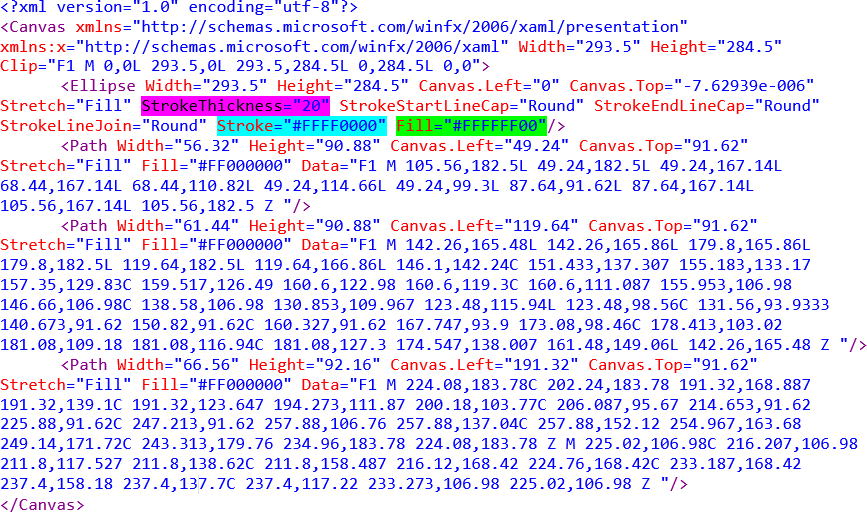 <?xml version="1.0" encoding="utf-8"?>
<Canvas xmlns="http://schemas.microsoft.com/winfx/2006/xaml/presentation"
xmlns:x="http://schemas.microsoft.com/winfx/2006/xaml" Width="293.5" Height="284.5"
Clip="F1 M 0,0L 293.5,0L 293.5,284.5L 0,284.5L 0,0">
<Ellipse Width="293.5" Height="284.5" Canvas.Left="0" Canvas.Top="-7.62939e-006"
Stretch="Fill" StrokeThickness="20" StrokeStartLineCap="Round" StrokeEndLineCap="Round"
StrokeLineJoin="Round" Stroke="#FFFF0000" Fill="#FFFFFF00"/>
<Path Width="56.32" Height="90.88" Canvas.Left="49.24" Canvas.Top="91.62"
Stretch="Fill" Fill="#FF000000" Data="F1 M 105.56,182.5L 49.24,182.5L 49.24,167.14L
68.44,167.14L 68.44,110.82L 49.24,114.66L 49.24,99.3L 87.64,91.62L 87.64,167.14L
105.56,167.14L 105.56,182.5 Z "/>
<Path Width="61.44" Height="90.88" Canvas.Left="119.64" Canvas.Top="91.62"
Stretch="Fill" Fill="#FF000000" Data="F1 M 142.26,165.48L 142.26,165.86L 179.8,165.86L
179.8,182.5L 119.64,182.5L 119.64,166.86L 146.1,142.24C 151.433,137.307 155.183,133.17
157.35,129.83C 159.517,126.49 160.6,122.98 160.6,119.3C 160.6,111.087 155.953,106.98
146.66,106.98C 138.58,106.98 130.853,109.967 123.48,115.94L 123.48,98.56C 131.56,93.9333
140.673,91.62 150.82,91.62C 160.327,91.62 167.747,93.9 173.08,98.46C 178.413,103.02
181.08,109.18 181.08,116.94C 181.08,127.3 174.547,138.007 161.48,149.06L 142.26,165.48 Z "/>
<Path Width="66.56" Height="92.16" Canvas.Left="191.32" Canvas.Top="91.62"
Stretch="Fill" Fill="#FF000000" Data="F1 M 224.08,183.78C 202.24,183.78 191.32,168.887
191.32,139.1C 191.32,123.647 194.273,111.87 200.18,103.77C 206.087,95.67 214.653,91.62
225.88,91.62C 247.213,91.62 257.88,106.76 257.88,137.04C 257.88,152.12 254.967,163.68
249.14,171.72C 243.313,179.76 234.96,183.78 224.08,183.78 Z M 225.02,106.98C 216.207,106.98
211.8,117.527 211.8,138.62C 211.8,158.487 216.12,168.42 224.76,168.42C 233.187,168.42
237.4,158.18 237.4,137.7C 237.4,117.22 233.273,106.98 225.02,106.98 Z "/>
</Canvas>